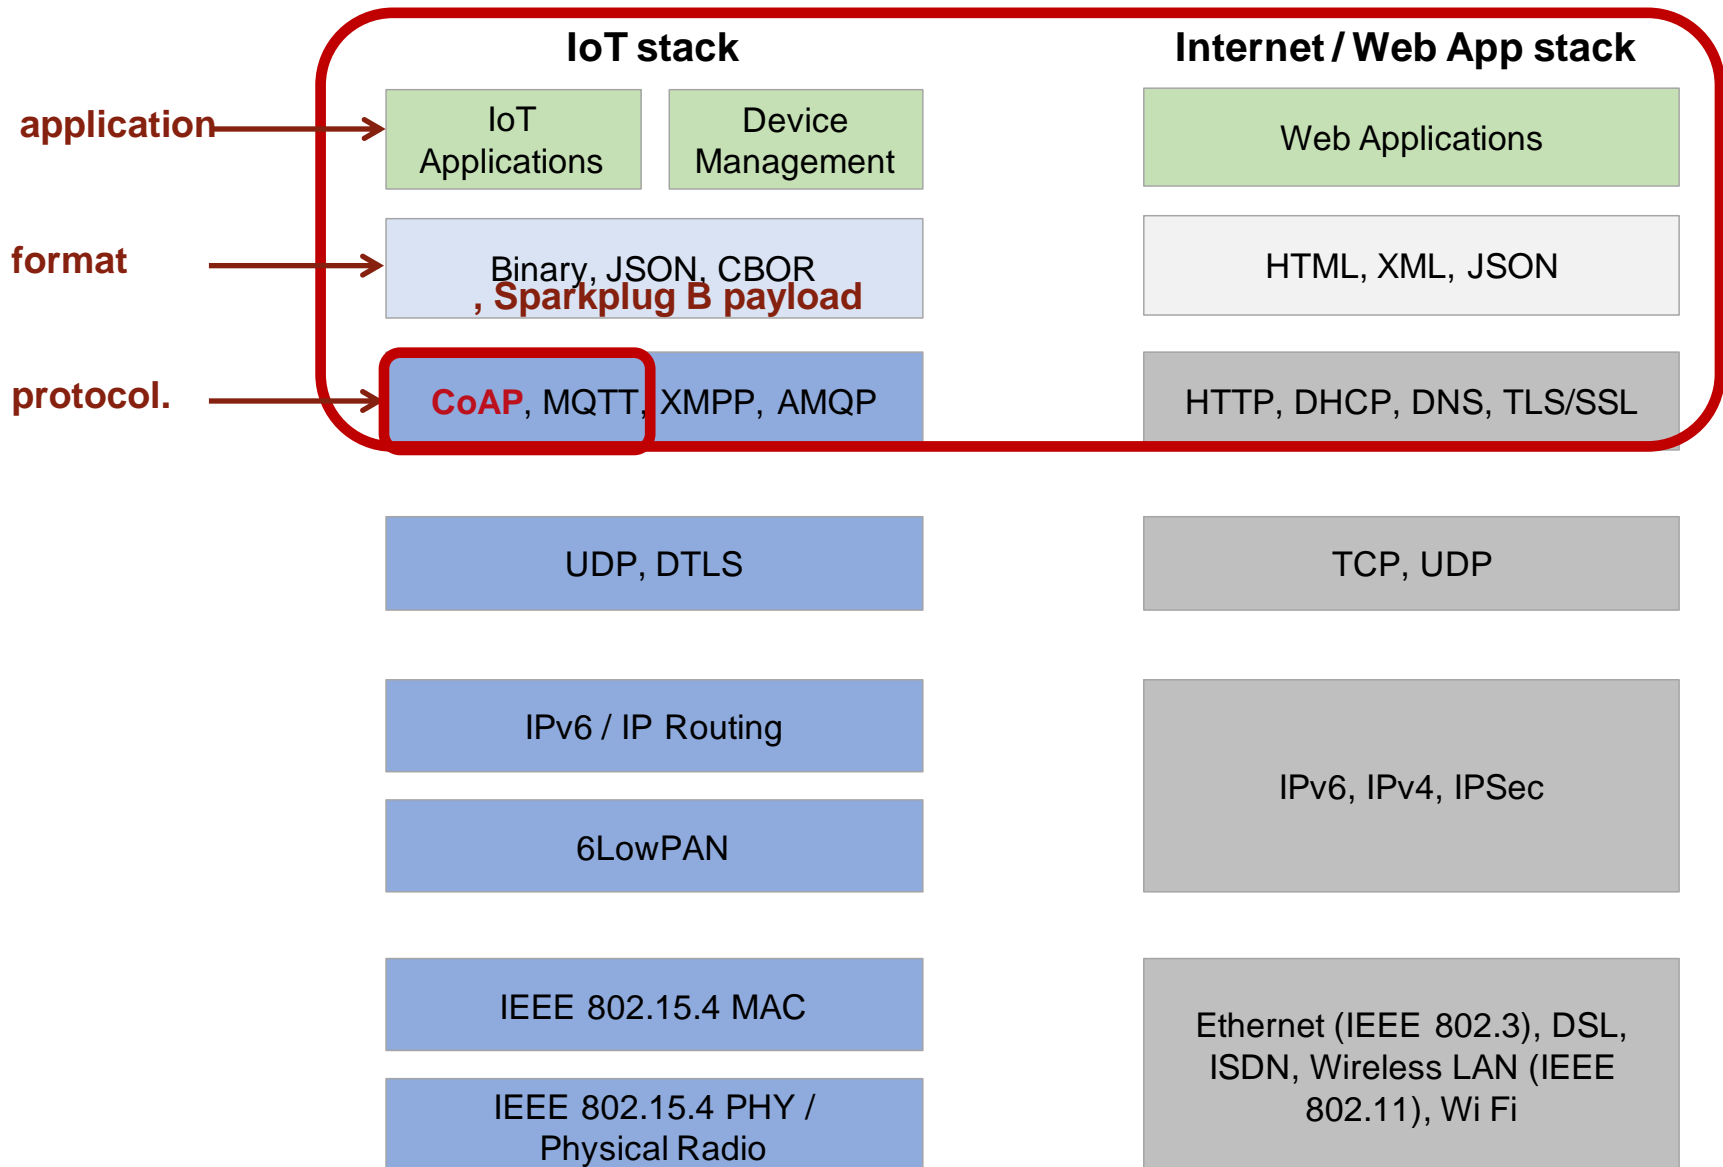 IoT stack
Internet / Web App stack
application
IoT
Applications
Device
Management
Web Applications
format
Binary, JSON, CBOR
, Sparkplug B payload
HTML, XML, JSON
protocol.
CoAP, MQTT, XMPP, AMQP
HTTP, DHCP, DNS, TLS/SSL
UDP, DTLS
TCP, UDP
IPv6 / IP Routing
6LowPAN
IPv6, IPv4, IPSec
IEEE 802.15.4 MAC
IEEE 802.15.4 PHY /
Physical Radio
Ethernet (IEEE 802.3), DSL,
ISDN, Wireless LAN (IEEE
802.11), Wi Fi